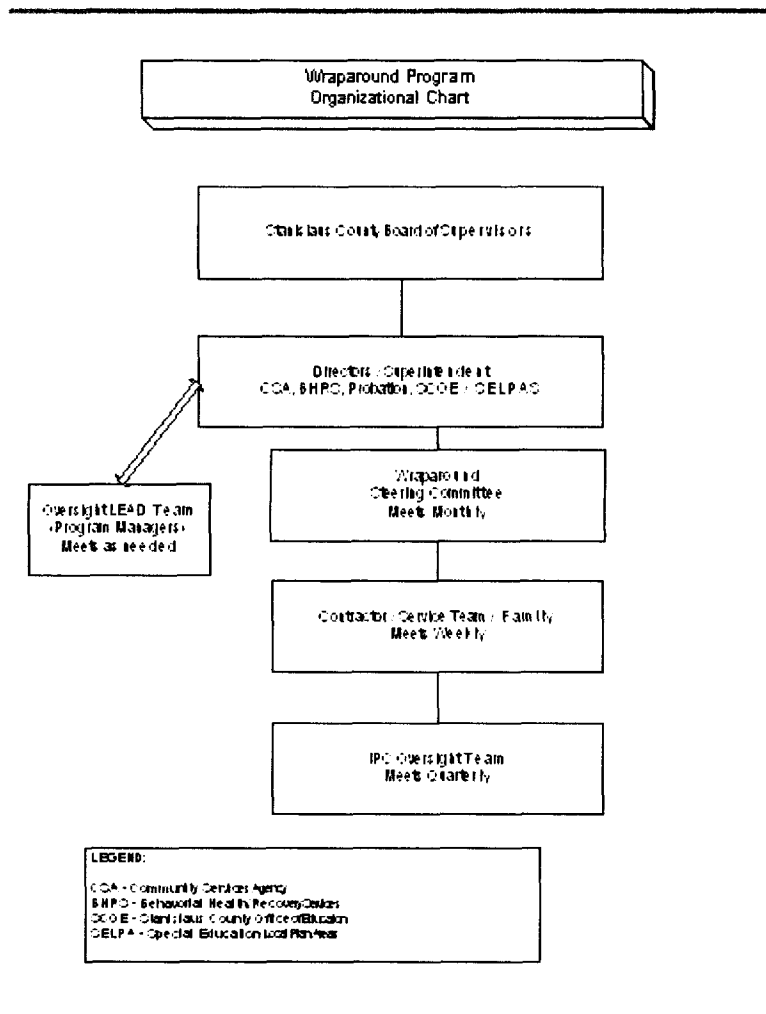 Wraparound Program
Organizational Chart
Stanislaus County Board of Supervisors
Directors / Superintendent
CSA, BHRS, Probation, SCOE / SELPAS
Wraparound
Steering Committee
Meets Monthly
Oversight LEAD Team
(Program Managers)
Meets as needed
Contractor / Service Team / Family
Meets Weekly
IPC Oversight Team
Meets Quarterly
LEGEND:
CSA - Community Services Agency
BHRS - Behavorial Health/Recovery Services
SCOE - Stanislaus County Office of Education
SELPA - Special Education Local Plan Areas